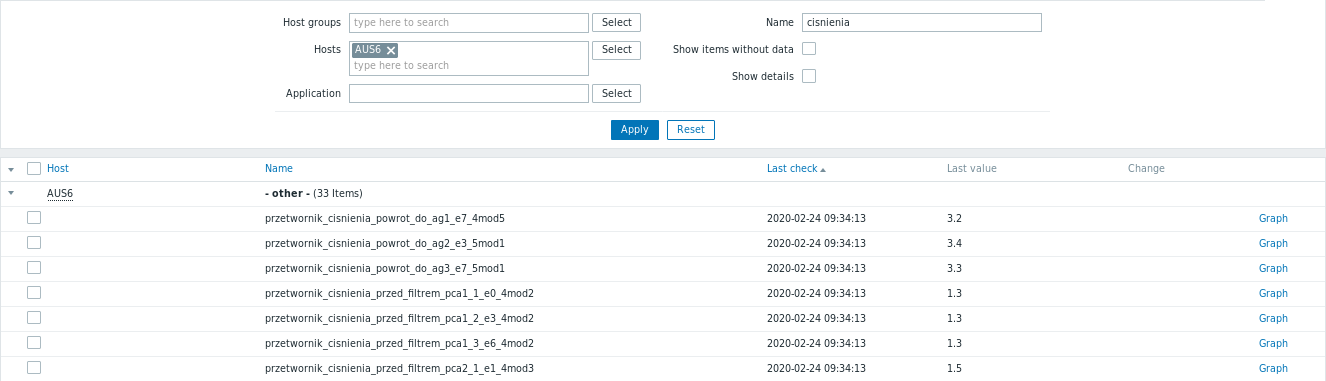 Host groups type here to search Select Name cisnienia
Hosts AUS6 Select Show items without data
type here to search
Show details
Application Select
Apply Reset
Host Name Last check Last value Change
AUS6 - other - (33 Items)
przetwornik_cisnienia_powrot_do_ag1_e7_4mod5 2020-02-24 09:34:13 3.2 Graph
przetwornik_cisnienia_powrot_do_ag2_e3_5mod1 2020-02-24 09:34:13 3.4 Graph
przetwornik_cisnienia_powrot_do_ag3_e7_5mod1 2020-02-24 09:34:13 3.3 Graph
przetwornik_cisnienia_przed_filtrem_pca1_1_e0_4mod2 2020-02-24 09:34:13 1.3 Graph
przetwornik_cisnienia_przed_filtrem_pca1_2_e3_4mod2 2020-02-24 09:34:13 1.3 Graph
przetwornik_cisnienia_przed_filtrem_pca1_3_e6_4mod2 2020-02-24 09:34:13 1.3 Graph
przetwornik_cisnienia_przed_filtrem_pca2_1_e1_4mod3 2020-02-24 09:34:13 1.5 Graph